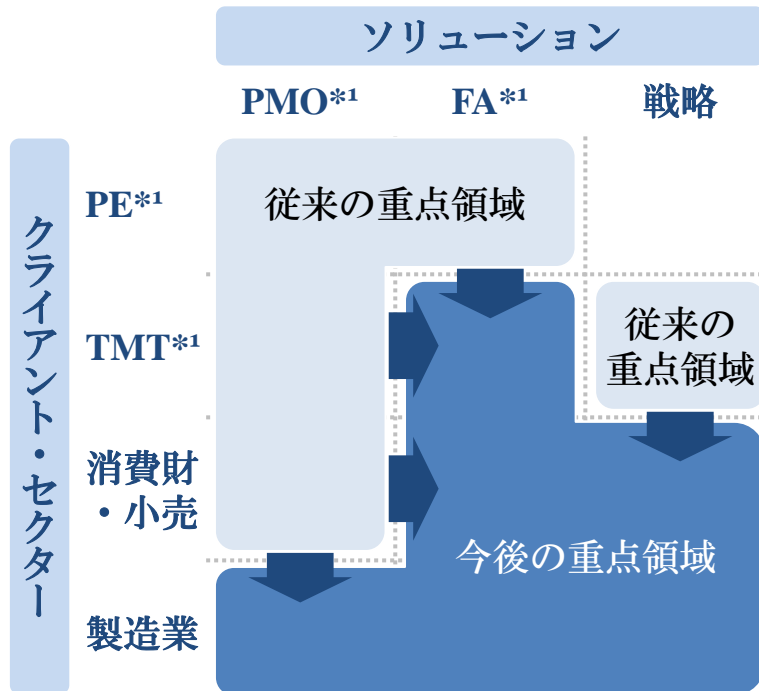 ソリューション
PMO*¹
FA*¹
戦略
クライアント・セクター
PE*¹
従来の重点領域
TMT*¹
従来の
重点領域
消費財
・小売
今後の重点領域
製造業